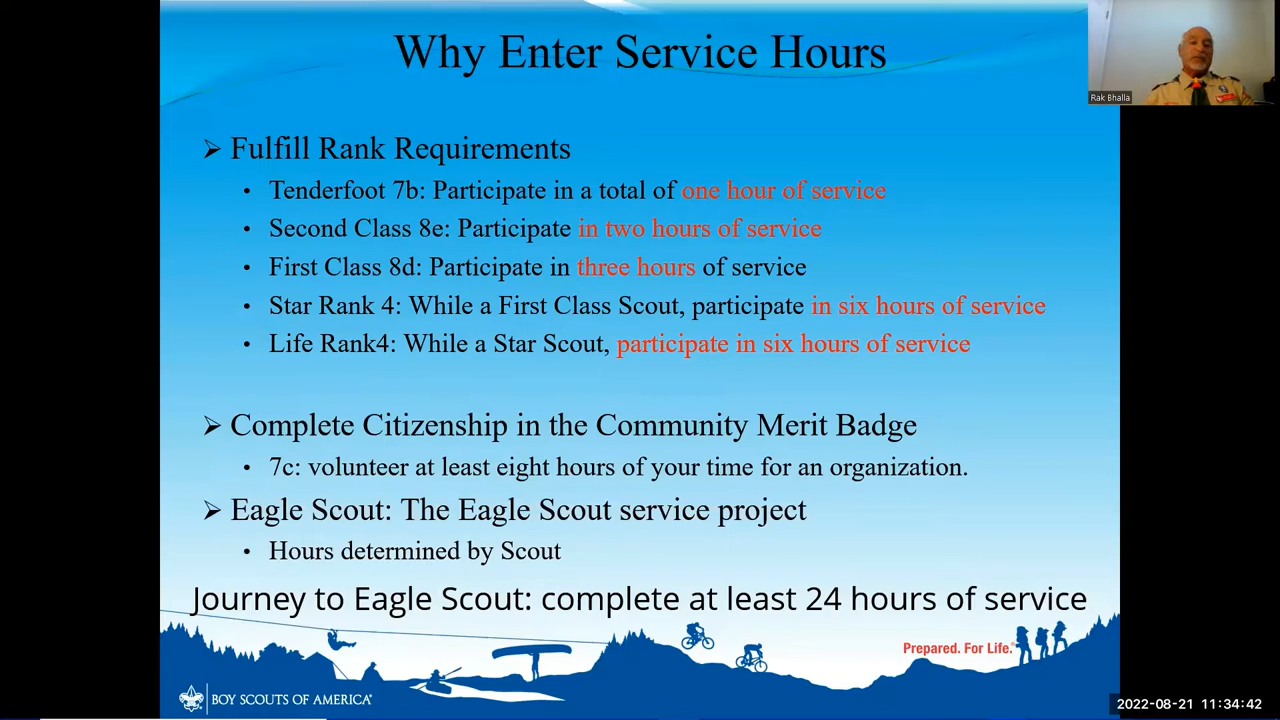 Why Enter Service Hours
Rak Bhalla
➢ Fulfill Rank Requirements
• Tenderfoot 7b: Participate in a total of one hour of service
• Second Class 8e: Participate in two hours of service
• First Class 8d: Participate in three hours of service
• Star Rank 4: While a First Class Scout, participate in six hours of service
• Life Rank4: While a Star Scout, participate in six hours of service
➢ Complete Citizenship in the Community Merit Badge
• 7c: volunteer at least eight hours of your time for an organization.
➢ Eagle Scout: The Eagle Scout service project
• Hours determined by Scout
Journey to Eagle Scout: complete at least 24 hours of service
Prepared. For Life.
BOY SCOUTS OF AMERICA
2022-08-21 11:34:42